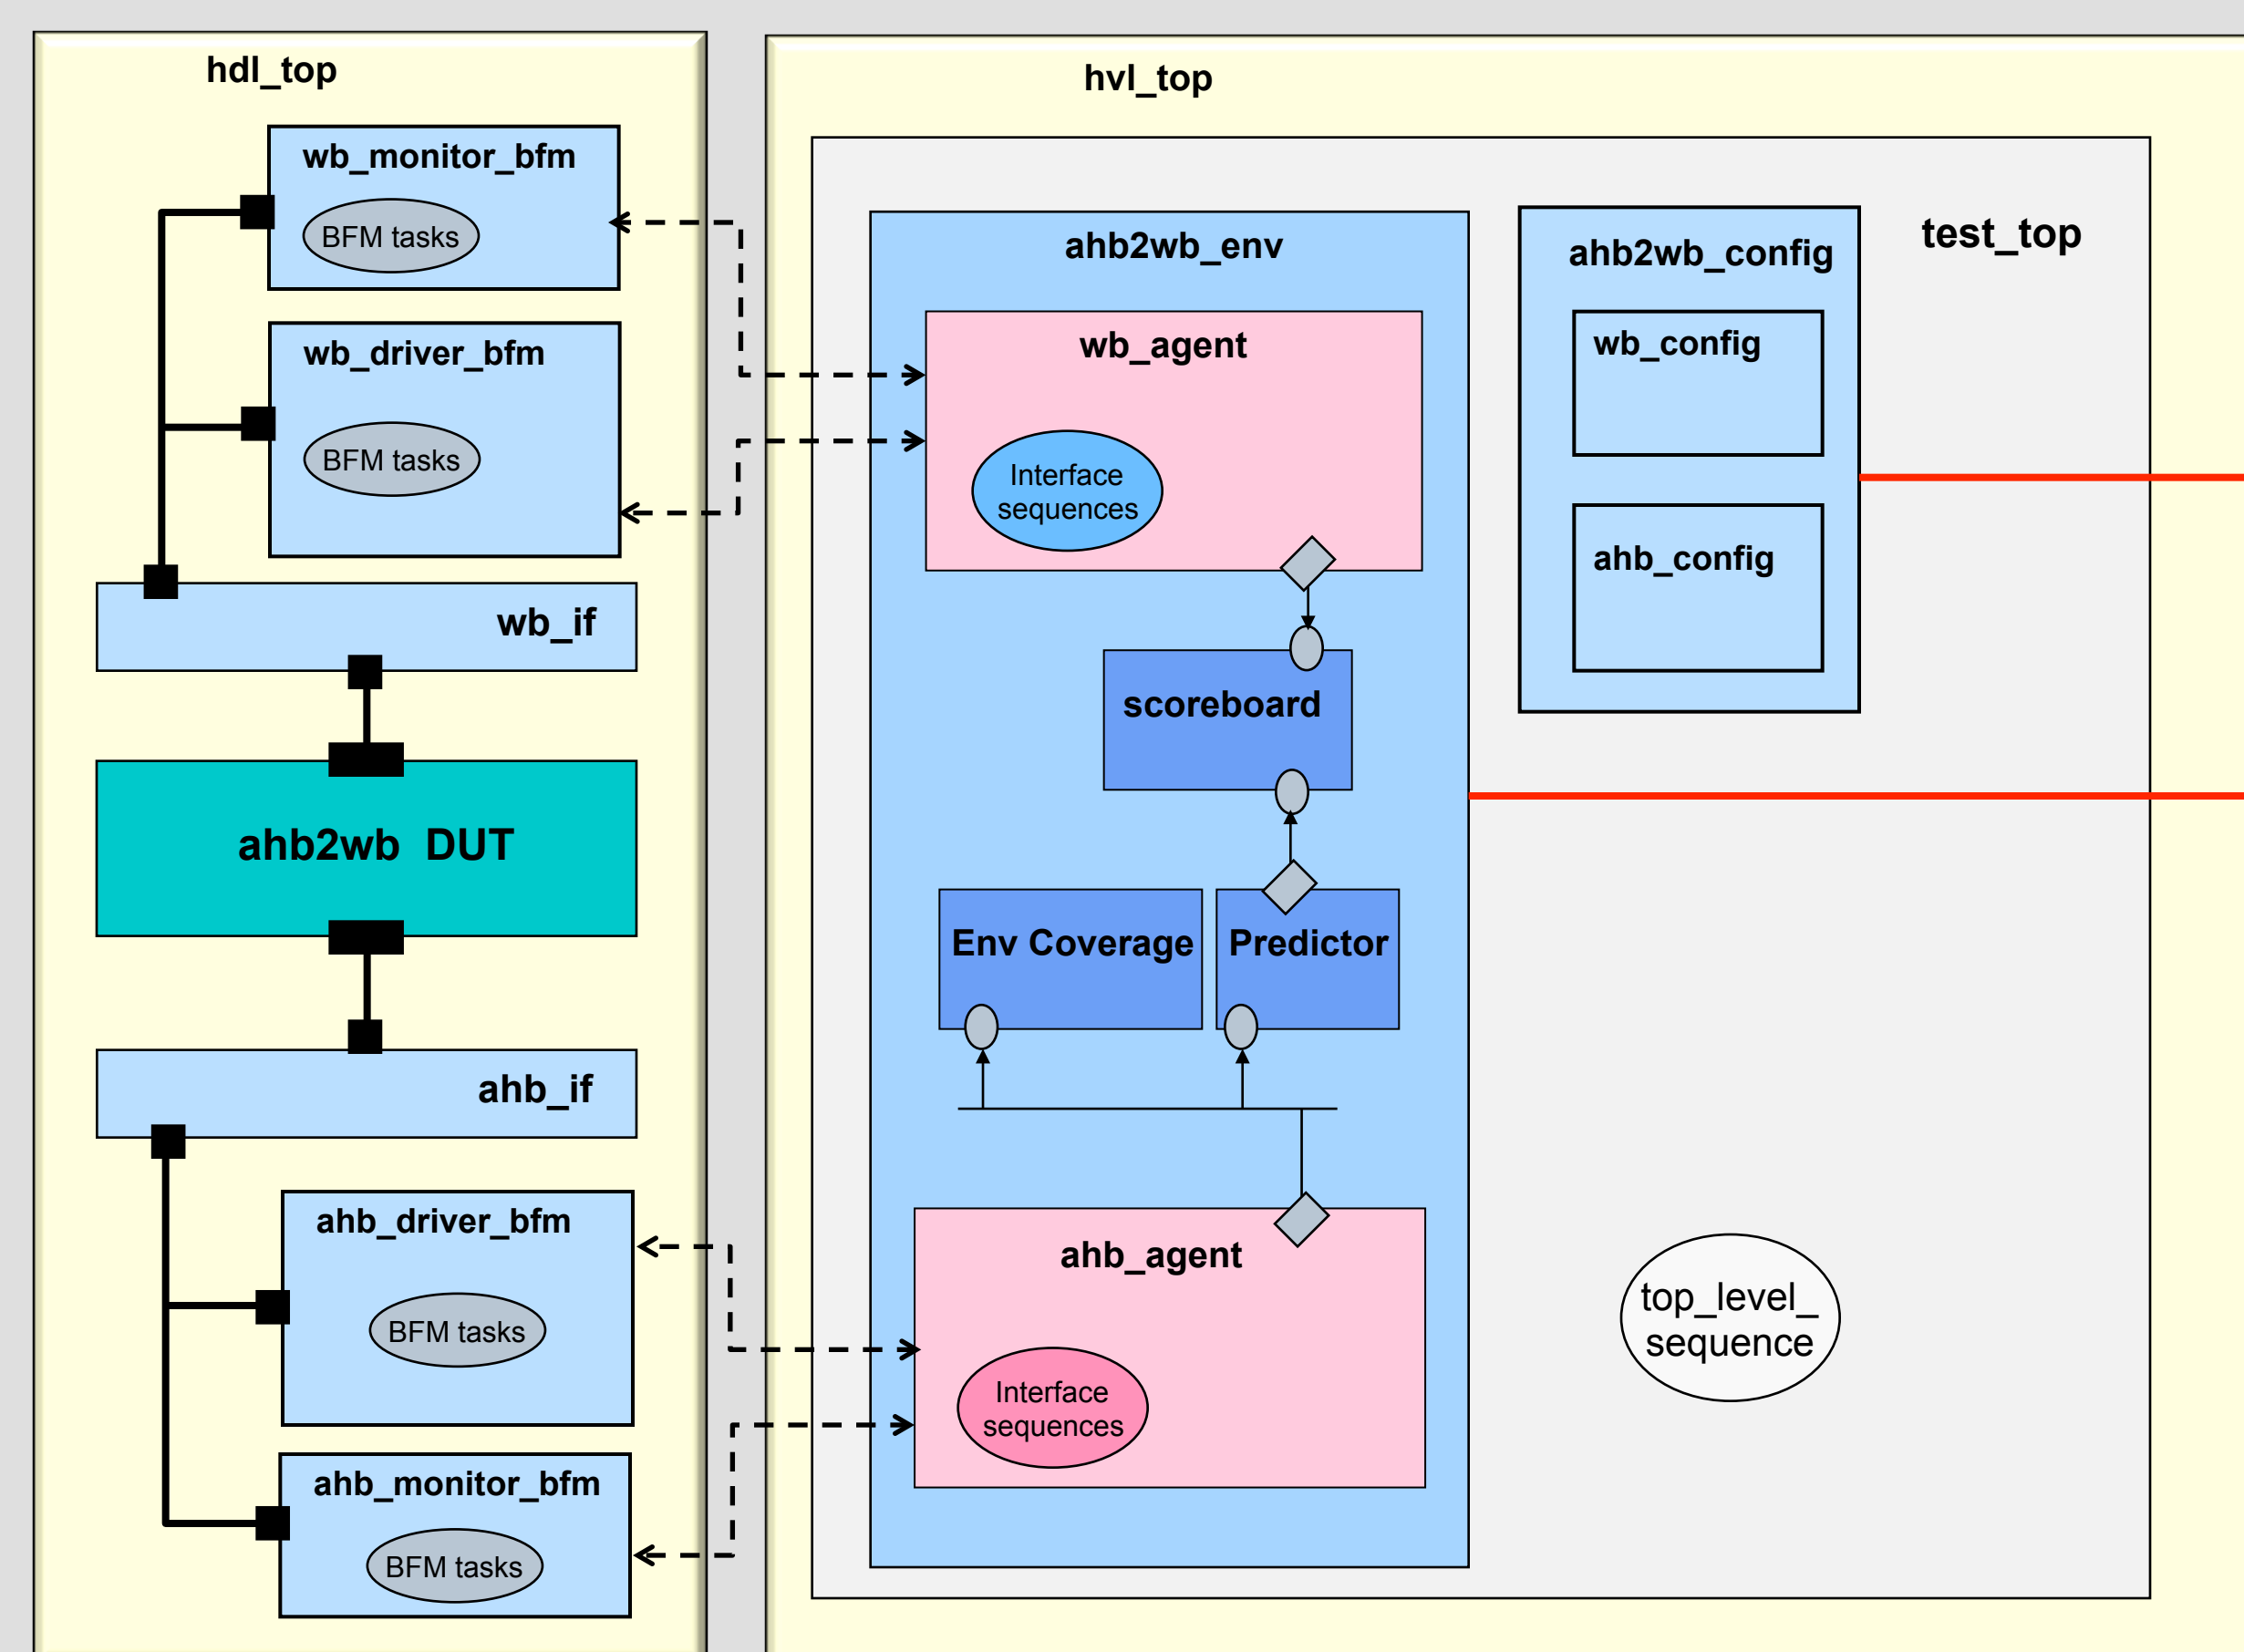 hdl_top
wb_monitor_bfm
BFM tasks
wb_driver_bfm
BFM tasks
wb_if
ahb2wb DUT
ahb_if
ahb_driver_bfm
BFM tasks
ahb_monitor_bfm
BFM tasks
hvl_top
test_top
ahb2wb_env
wb_agent
Interface
sequences
scoreboard
Env Coverage
Predictor
ahb_agent
Interface
sequences
ahb2wb_config
wb_config
ahb_config
top_level_
sequence